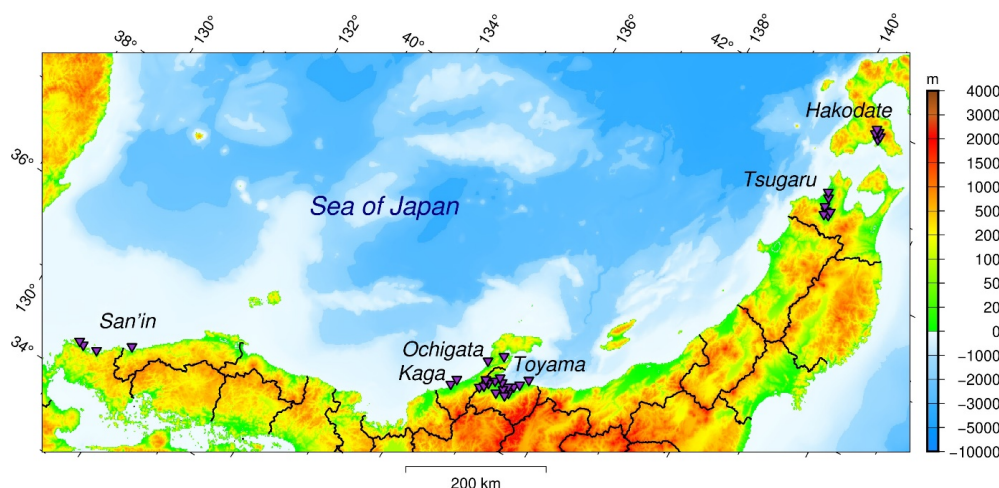 38° 130° 132° 40° 134° 136° 42° 138° 140°
m
4000
3000
2000
1000
500
200
100
50
20
0
−1000
−2000
−3000
−5000
−10000
Hakodate
36°
Tsugaru
Sea of Japan
130°
San'in
34°
Ochigata
Kaga Toyama
200 km